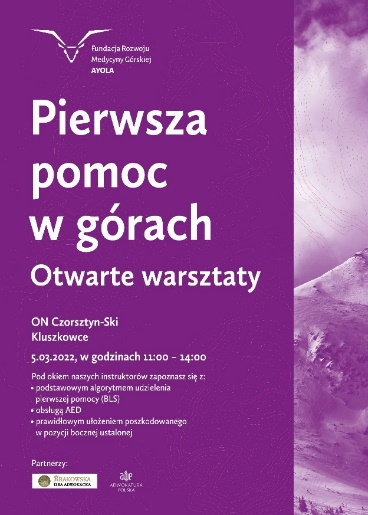 Fundacja Rozwoju
Medycyny Górskiej
AYOLA
Pierwsza
pomoc
w górach
Otwarte warsztaty
ON Czorsztyn-Ski
Kluszkowce
5.03.2022, w godzinach 11:00 – 14:00
Pod okiem naszych instruktorów zapoznasz się z:
• podstawowym algorytmem udzielenia
pierwszej pomocy (BLS)
• obsługą AED
• prawidłowym ułożeniem poszkodowanego
w pozycji bocznej ustalonej
Partnerzy:
KRAKOWSKA
IZBA ADWOKACKA
ADWOKATURA
POLSKA